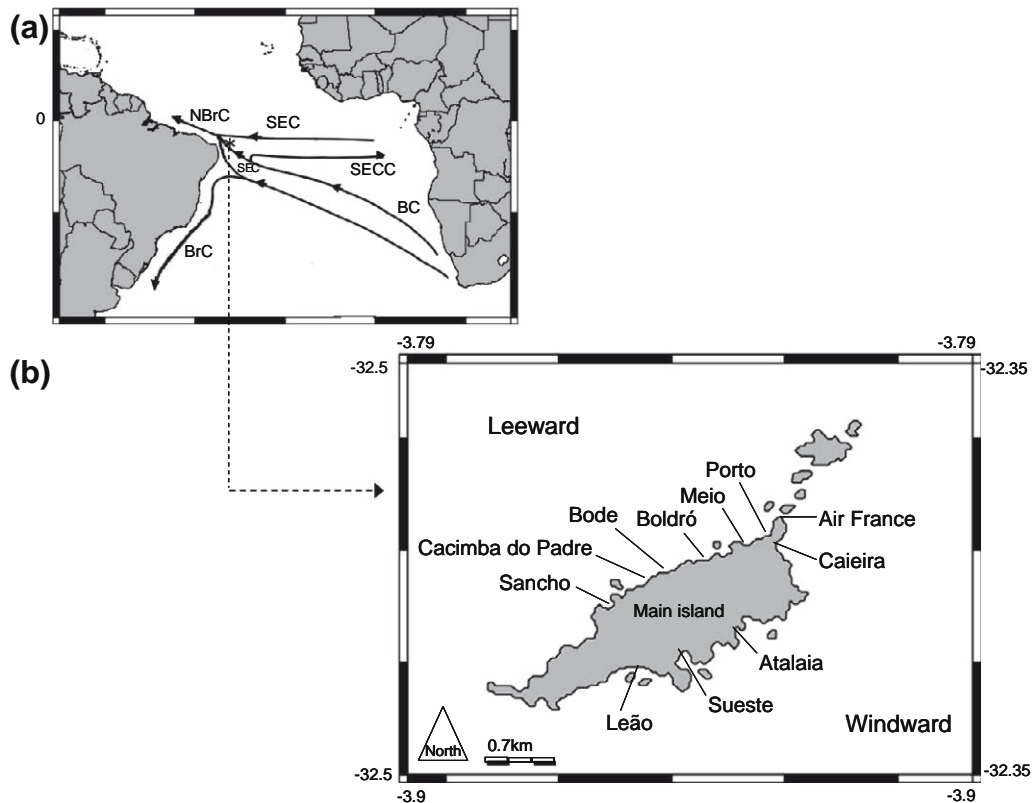 (a)
0
NBrC
SEC
SEC
SECC
BC
BrC
(b)
-3.79
-3.79
-32.5
-32.35
Leeward
Porto
Meio
Air France
Bode
Boldró
Caieira
Cacimba do Padre
Sancho
Main island
Atalaia
Sueste
Leão
Windward
North
0.7km
-32.5
-32.35
-3.9
-3.9